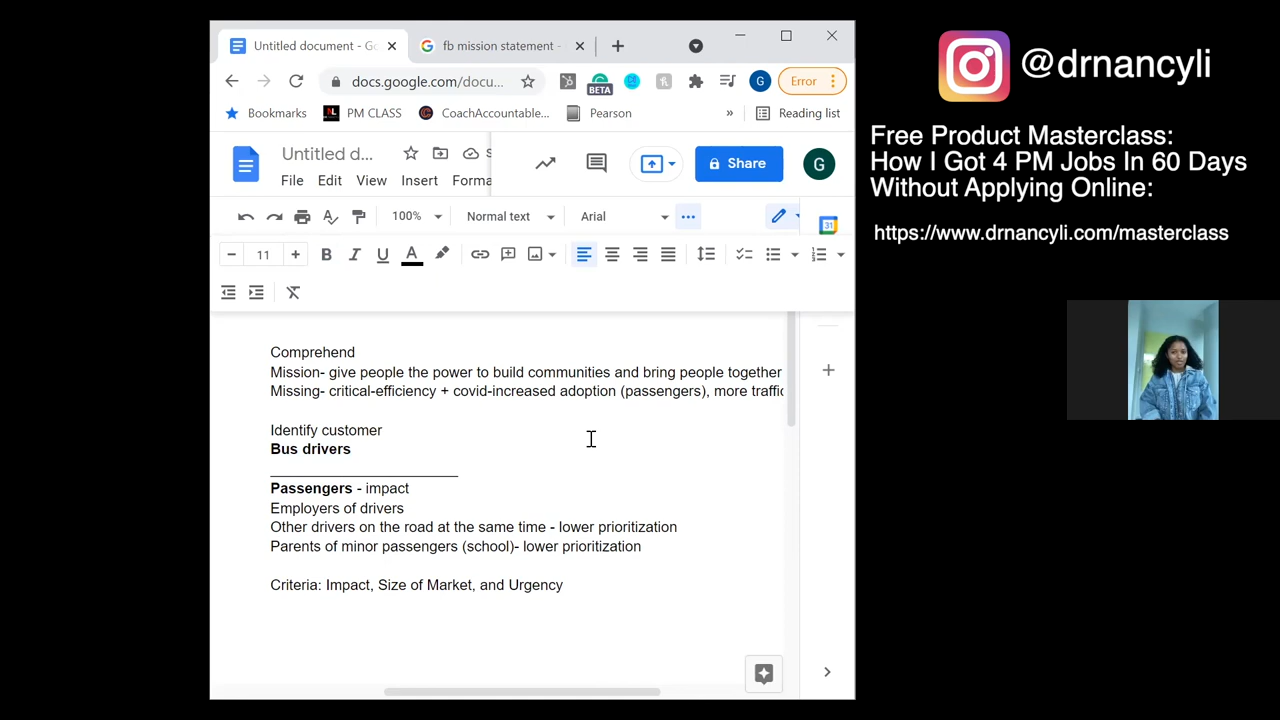 Untitled document - Go
fb mission statement -
docs.google.com/docu...
BETA
G
Error
Bookmarks
PM CLASS
CoachAccountable...
Pearson
»
Reading list
Untitled d...
S
Share
G
File Edit View Insert Forma
100%
Normal text
Arial
31
11
B I U A
Comprehend
Mission- give people the power to build communities and bring people together
Missing- critical-efficiency + covid-increased adoption (passengers), more traffic
Identify customer
Bus drivers
Passengers - impact
Employers of drivers
Other drivers on the road at the same time - lower prioritization
Parents of minor passengers (school)- lower prioritization
Criteria: Impact, Size of Market, and Urgency
@drnancyli
Free Product Masterclass:
How I Got 4 PM Jobs In 60 Days
Without Applying Online:
https://www.drnancyli.com/masterclass